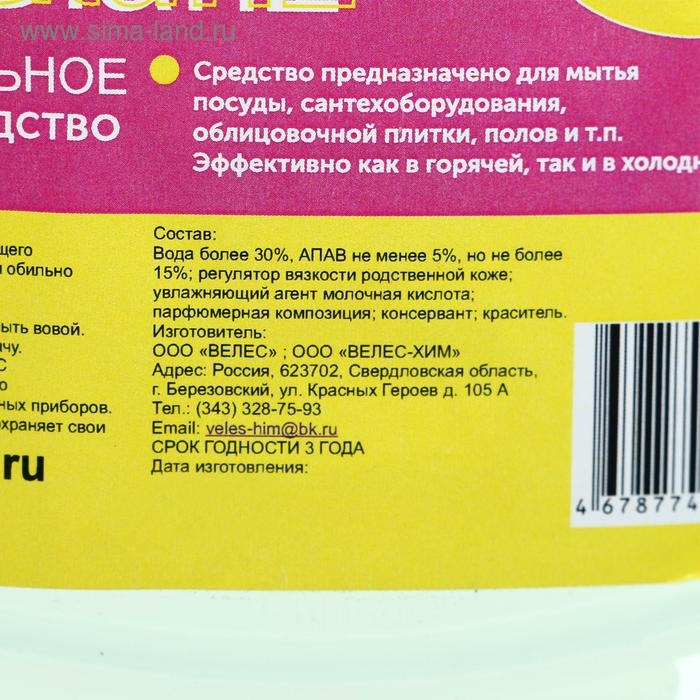 www.sima-land.ru
ЬНОЕ
ДСТВО
Средство предназначено для мытья
посуды, сантехоборудования,
облицовочной плитки, полов и т.п.
Эффективно как в горячей, так и в холодн
щего
обильно
ыть вовой.
ачу.
С
о
ных приборов.
охраняет свои
.ru
Состав:
Вода более 30%, АПАВ не менее 5%, но не более
15%; регулятор вязкости родственной коже;
увлажняющий агент молочная кислота;
парфюмерная композиция; консервант; краситель.
Изготовитель:
ООО «ВЕЛЕС» ; ООО «ВЕЛЕС-ХИМ»
Адрес: Россия, 623702, Свердловская область,
г. Березовский, ул. Красных Героев д. 105 А
Тел.: (343) 328-75-93
Email: veles-him@bk.ru
СРОК ГОДНОСТИ 3 ГОДА
Дата изготовления:
4 678774